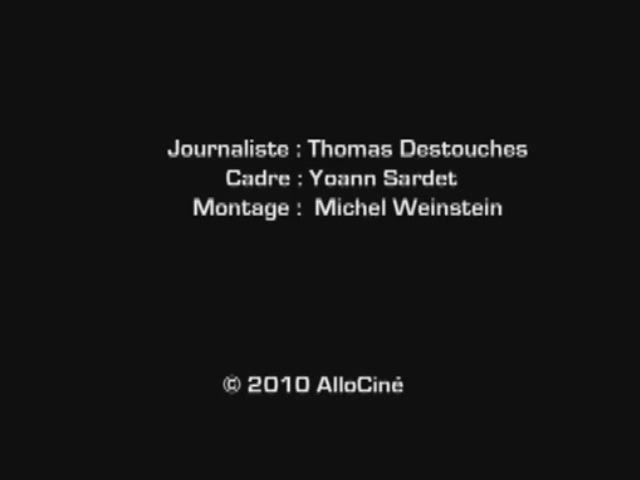 Journaliste : Thomas Destouches
Cadre : Yoann Sardet
Montage : Michel Weinstein
© 2010 AlloCiné